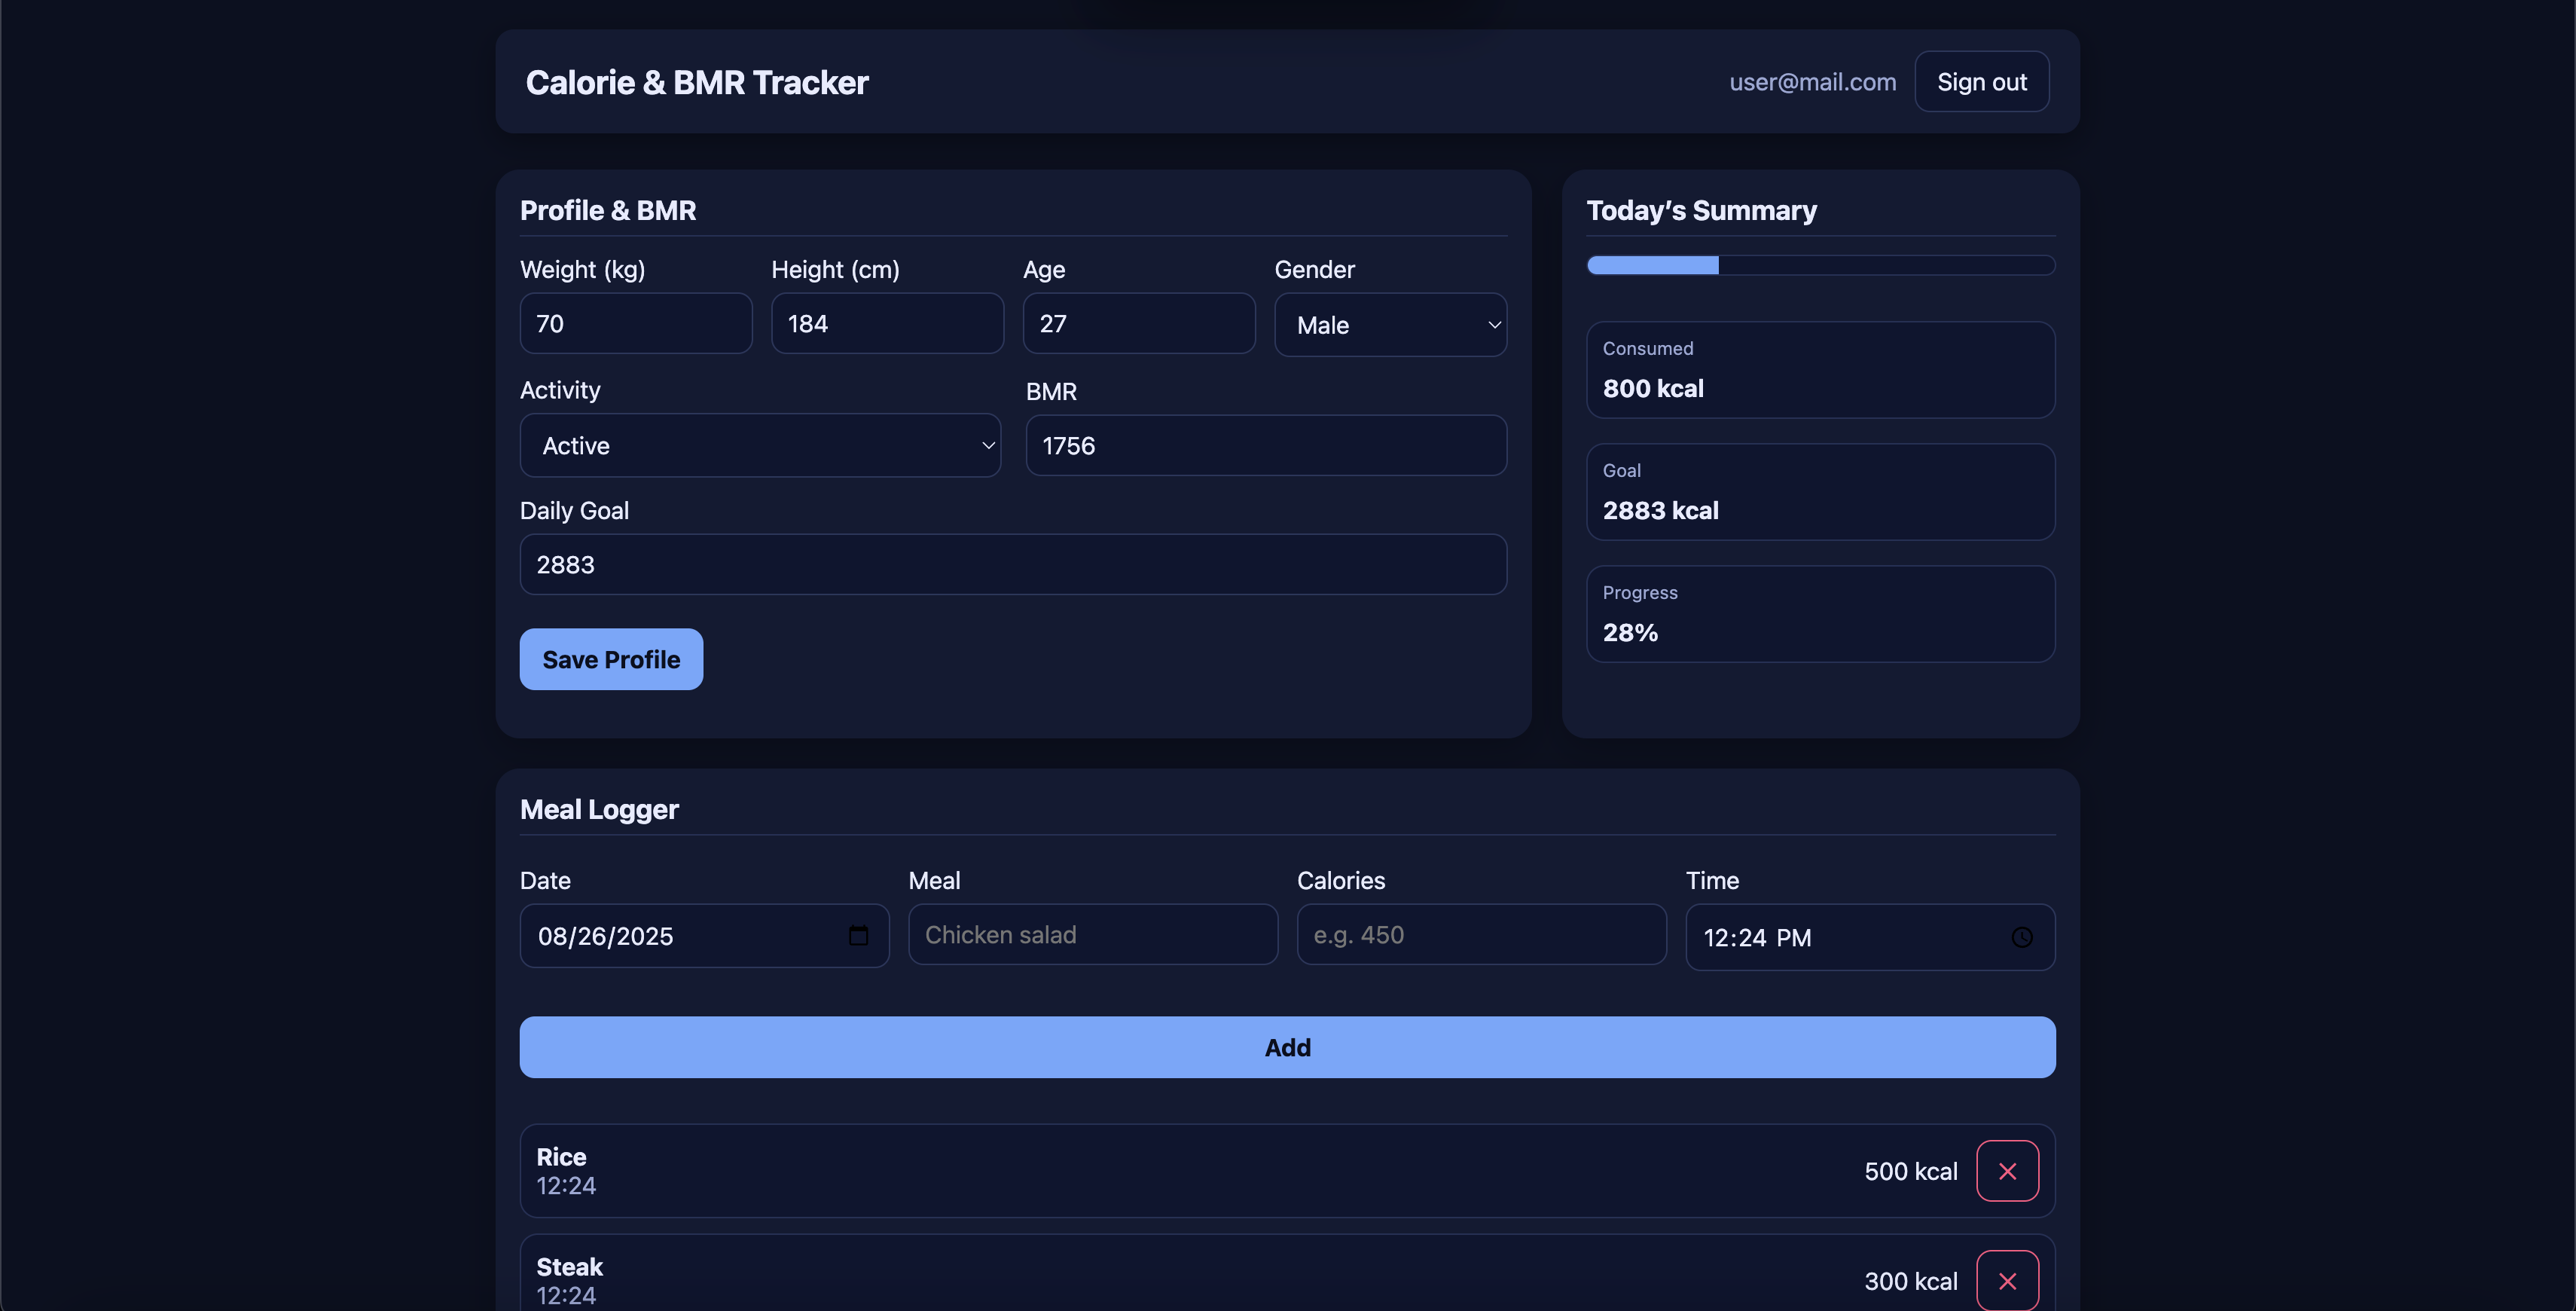 Calorie & BMR Tracker
user@mail.com
Sign out
Profile & BMR
Weight (kg)
Height (cm)
Age
Gender
70
184
27
Male
Activity
BMR
Active
1756
Daily Goal
2883
Save Profile
Today’s Summary
Consumed
800 kcal
Goal
2883 kcal
Progress
28%
Meal Logger
Date
Meal
Calories
Time
08/26/2025
Chicken salad
e.g. 450
12:24 PM
Add
Rice
12:24
500 kcal
Steak
12:24
300 kcal